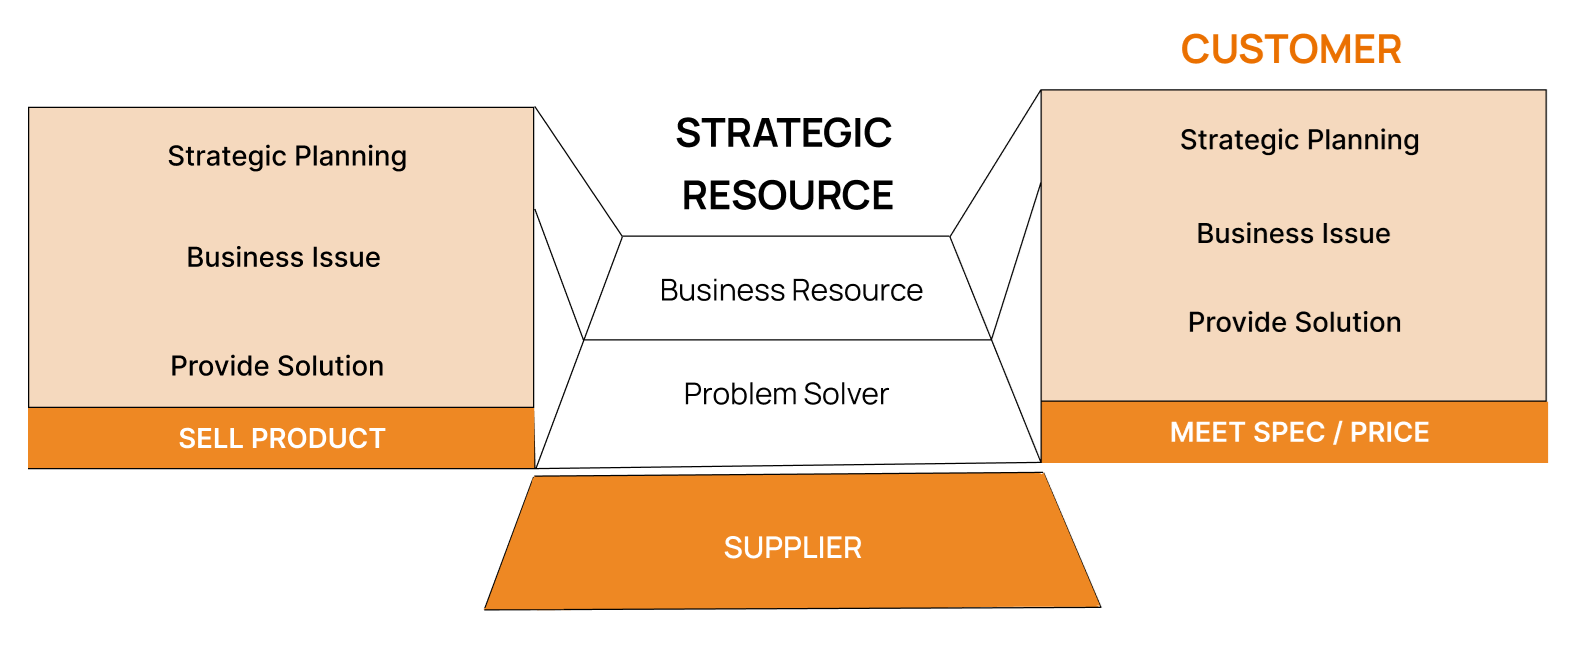 CUSTOMER
Strategic Planning
Business Issue
Provide Solution
SELL PRODUCT
STRATEGIC
RESOURCE
Business Resource
Problem Solver
SUPPLIER
Strategic Planning
Business Issue
Provide Solution
MEET SPEC / PRICE